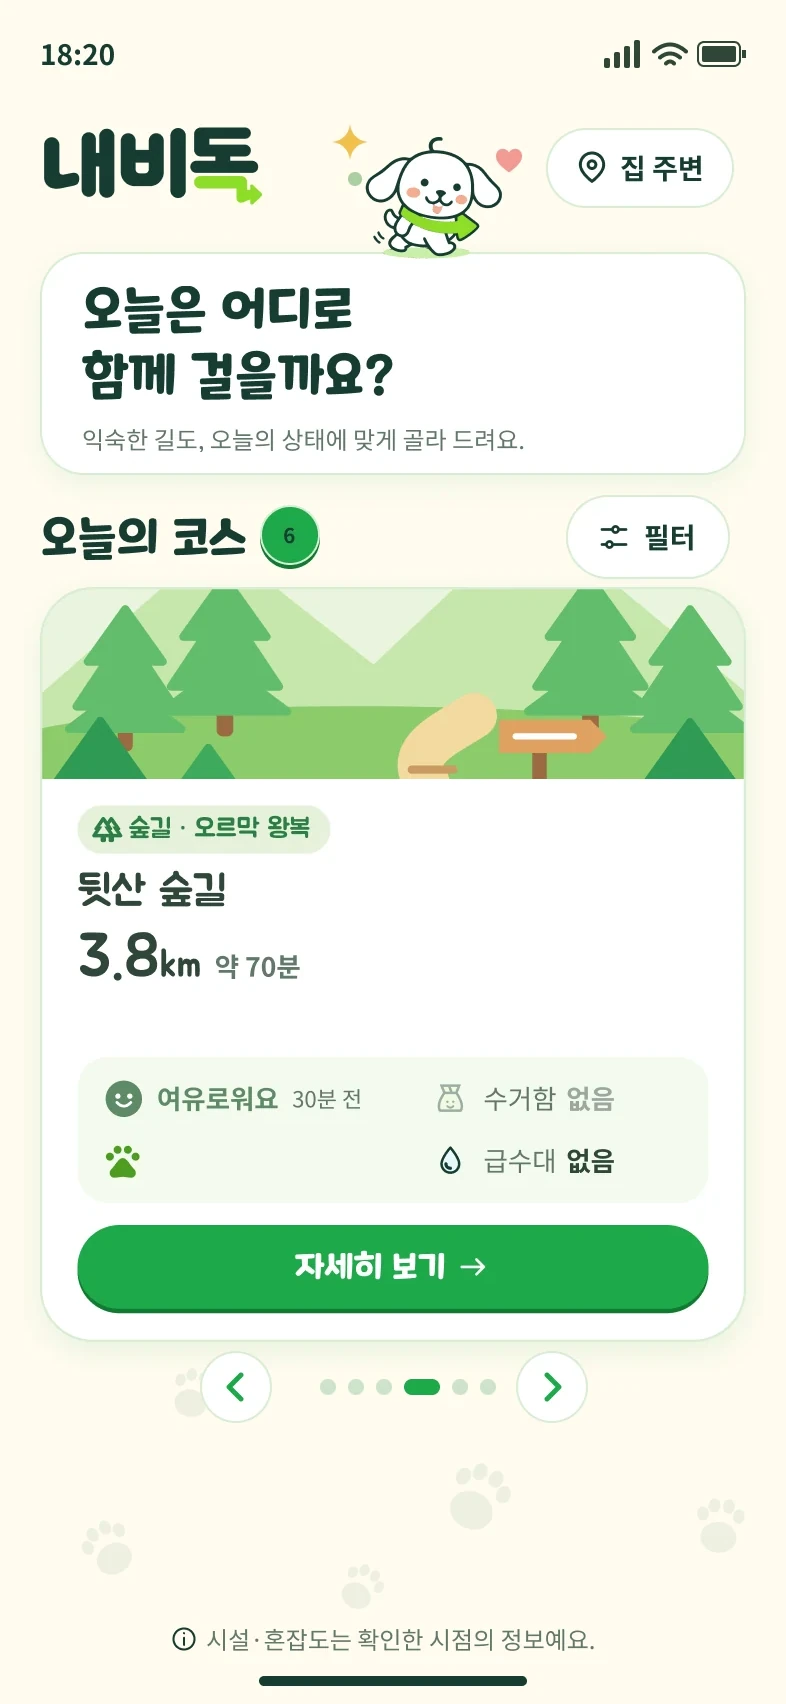 18:20
내비독
집 주변
오늘은 어디로
함께 걸을까요?
익숙한 길도, 오늘의 상태에 맞게 골라 드려요.
오늘의 코스 6
필터
숲길 · 오르막 왕복
뒷산 숲길
3.8km 약 70분
여유로워요 30분 전
수거함 없음
급수대 없음
자세히 보기 →
시설·혼잡도는 확인한 시점의 정보예요.